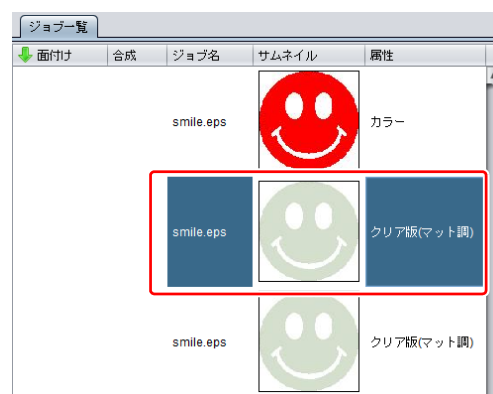 ジョブ一覧
面付け 合成 ジョブ名 サムネイル 属性
smile.eps カラー
smile.eps クリア版(マット調)
smile.eps クリア版(マット調)